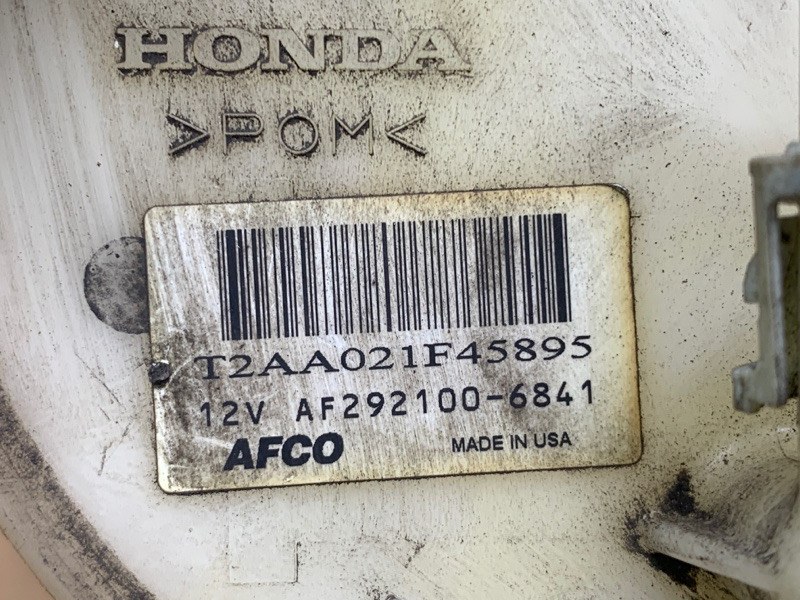 HONDA
>POM<
T2AA021F45895
12V AF292100-6841
AFCO MADE IN USA